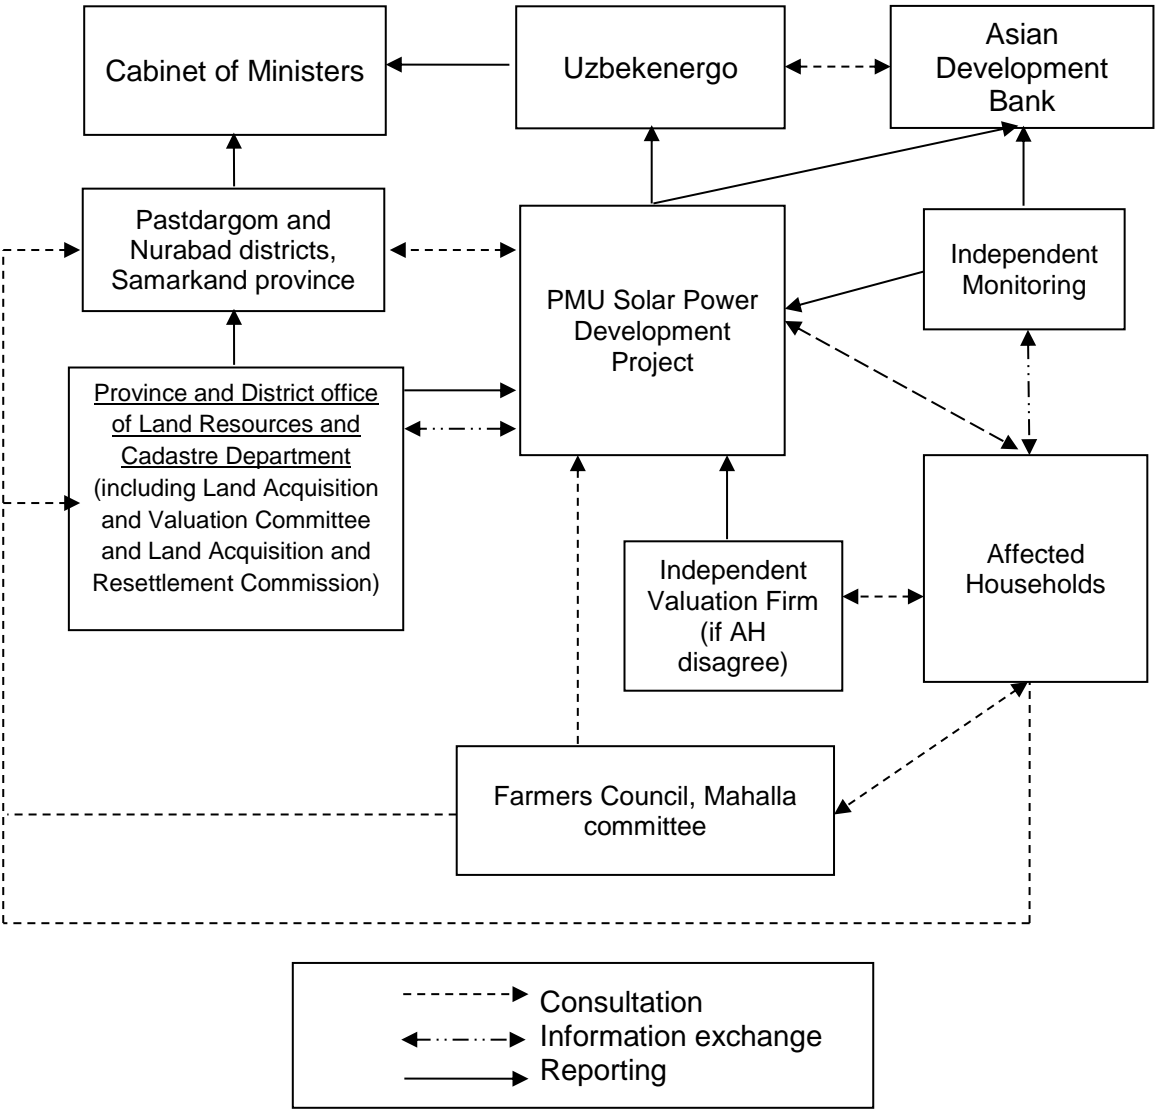 Cabinet of Ministers
Uzbekenergo
Asian
Development
Bank
Pastdargom and
Nurabad districts,
Samarkand province
PMU Solar Power
Development
Project
Independent
Monitoring
Province and District office
of Land Resources and
Cadastre Department
(including Land Acquisition
and Valuation Committee
and Land Acquisition and
Resettlement Commission)
Independent
Valuation Firm
(if AH
disagree)
Affected
Households
Farmers Council, Mahalla
committee
Consultation
Information exchange
Reporting